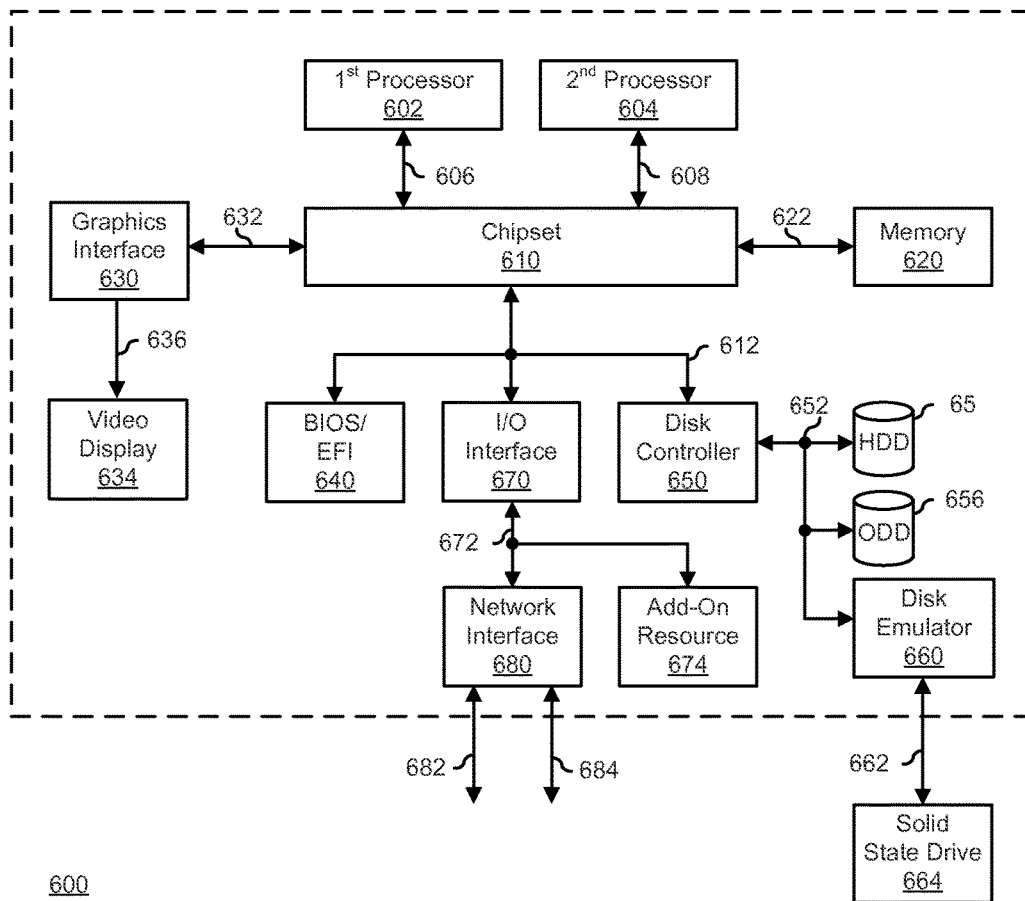 1st Processor
602
2nd Processor
604
606
608
Graphics
Interface
630
632
Chipset
610
622
Memory
620
636
612
Video
Display
634
BIOS/
EFI
640
I/O
Interface
670
Disk
Controller
650
652
65
HDD
656
ODD
672
Network
Interface
680
Add-On
Resource
674
Disk
Emulator
660
682
684
662
Solid
State Drive
664
600